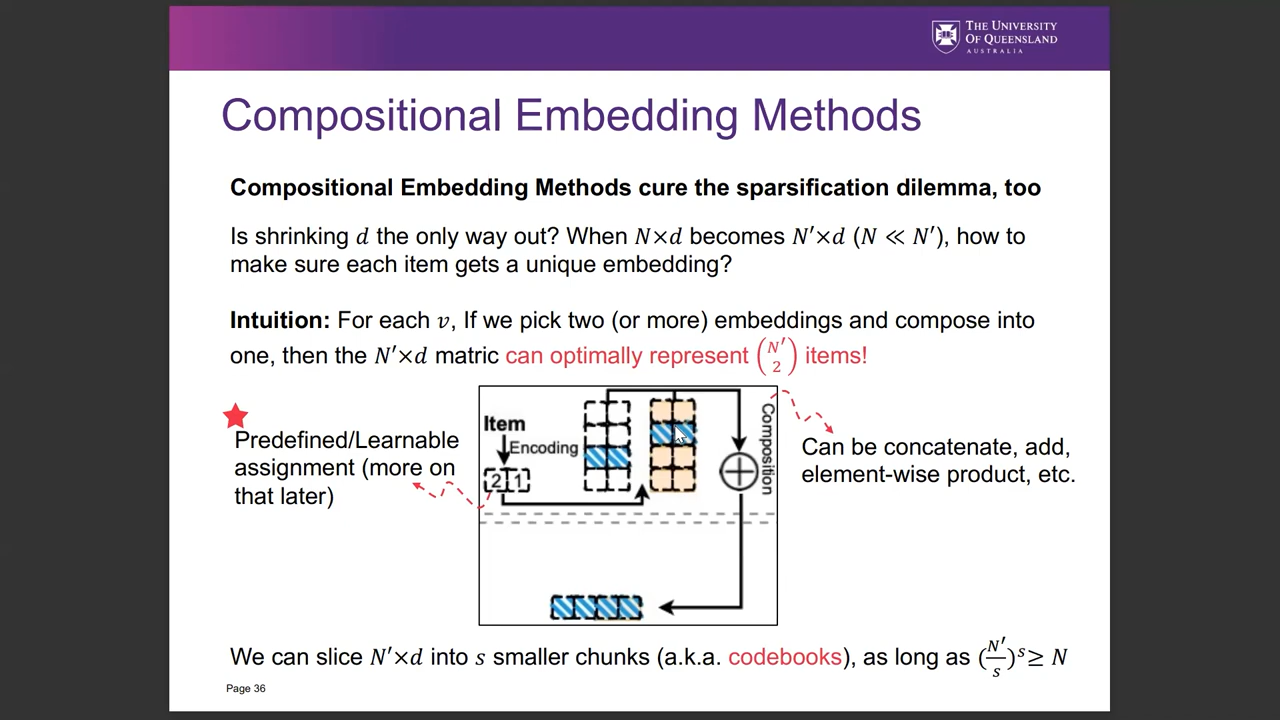 THE UNIVERSITY
OF QUEENSLAND
AUSTRALIA
Compositional Embedding Methods
Compositional Embedding Methods cure the sparsification dilemma, too
Is shrinking 𝑑 the only way out? When 𝑁×𝑑 becomes 𝑁′×𝑑 (𝑁 ≪ 𝑁′), how to
make sure each item gets a unique embedding?
Intuition: For each 𝑣, If we pick two (or more) embeddings and compose into
one, then the 𝑁′×𝑑 matric can optimally represent (𝑁′ 2) items!
Predefined/Learnable
assignment (more on
that later)
Item
Encoding
2 1
Composition
Can be concatenate, add,
element-wise product, etc.
We can slice 𝑁′×𝑑 into 𝑠 smaller chunks (a.k.a. codebooks), as long as (𝑁′/𝑠)^𝑠 ≥ 𝑁
Page 36